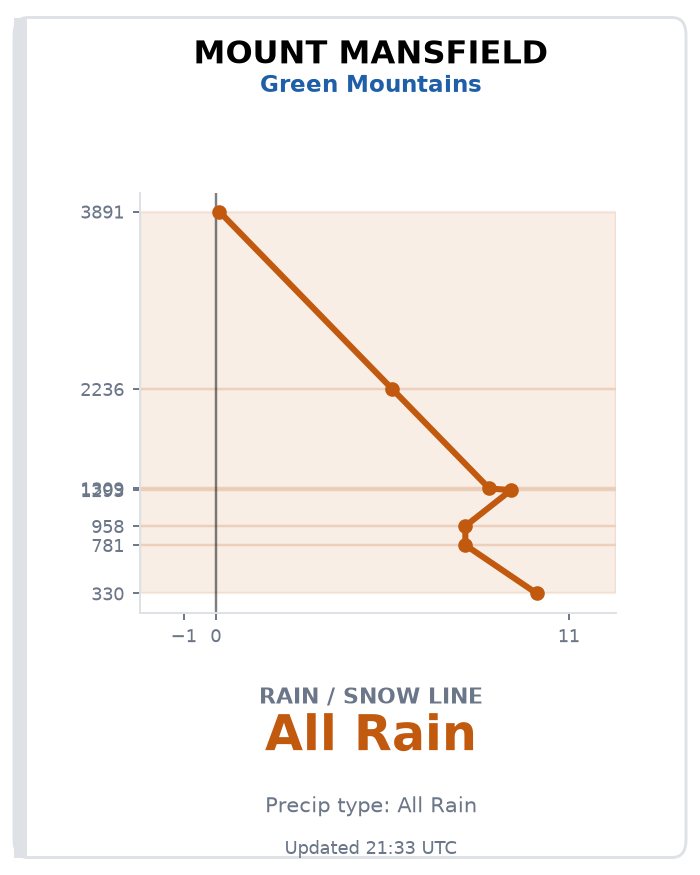 MOUNT MANSFIELD
Green Mountains
3891
2236
958
781
330
−1 0 11
RAIN / SNOW LINE
All Rain
Precip type: All Rain
Updated 21:33 UTC